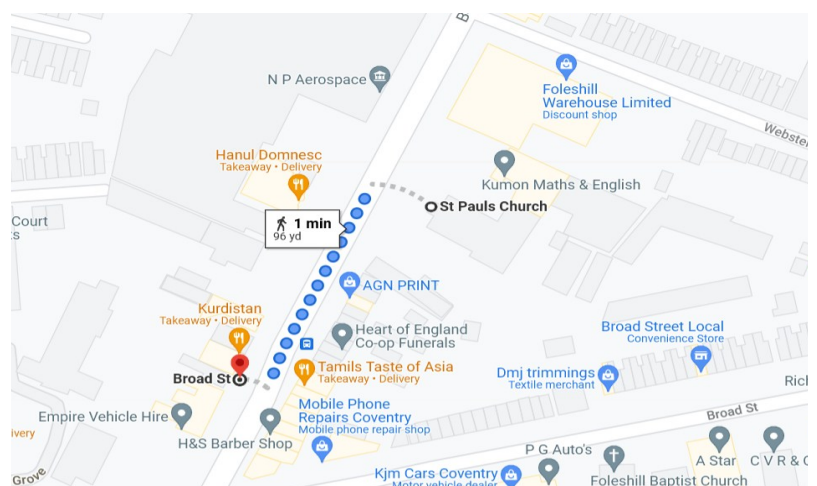 B
N P Aerospace
Foleshill
Warehouse Limited
Discount shop
Webster
Hanul Domnesc
Takeaway • Delivery
Kumon Maths & English
St Pauls Church
Court
s
1 min
96 yd
AGN PRINT
Kurdistan
Takeaway • Delivery
Heart of England
Co-op Funerals
Broad Street Local
Convenience Store
Tamils Taste of Asia
Takeaway • Delivery
Dmj trimmings
Textile merchant
Broad St
Ricl
Mobile Phone
Repairs Coventry
Mobile phone repair shop
Empire Vehicle Hire
Broad St
ivery
H&S Barber Shop
P G Auto's
A Star
C V R & C
Kjm Cars Coventry
Motor vehicle dealer
Foleshill Baptist Church
Grove